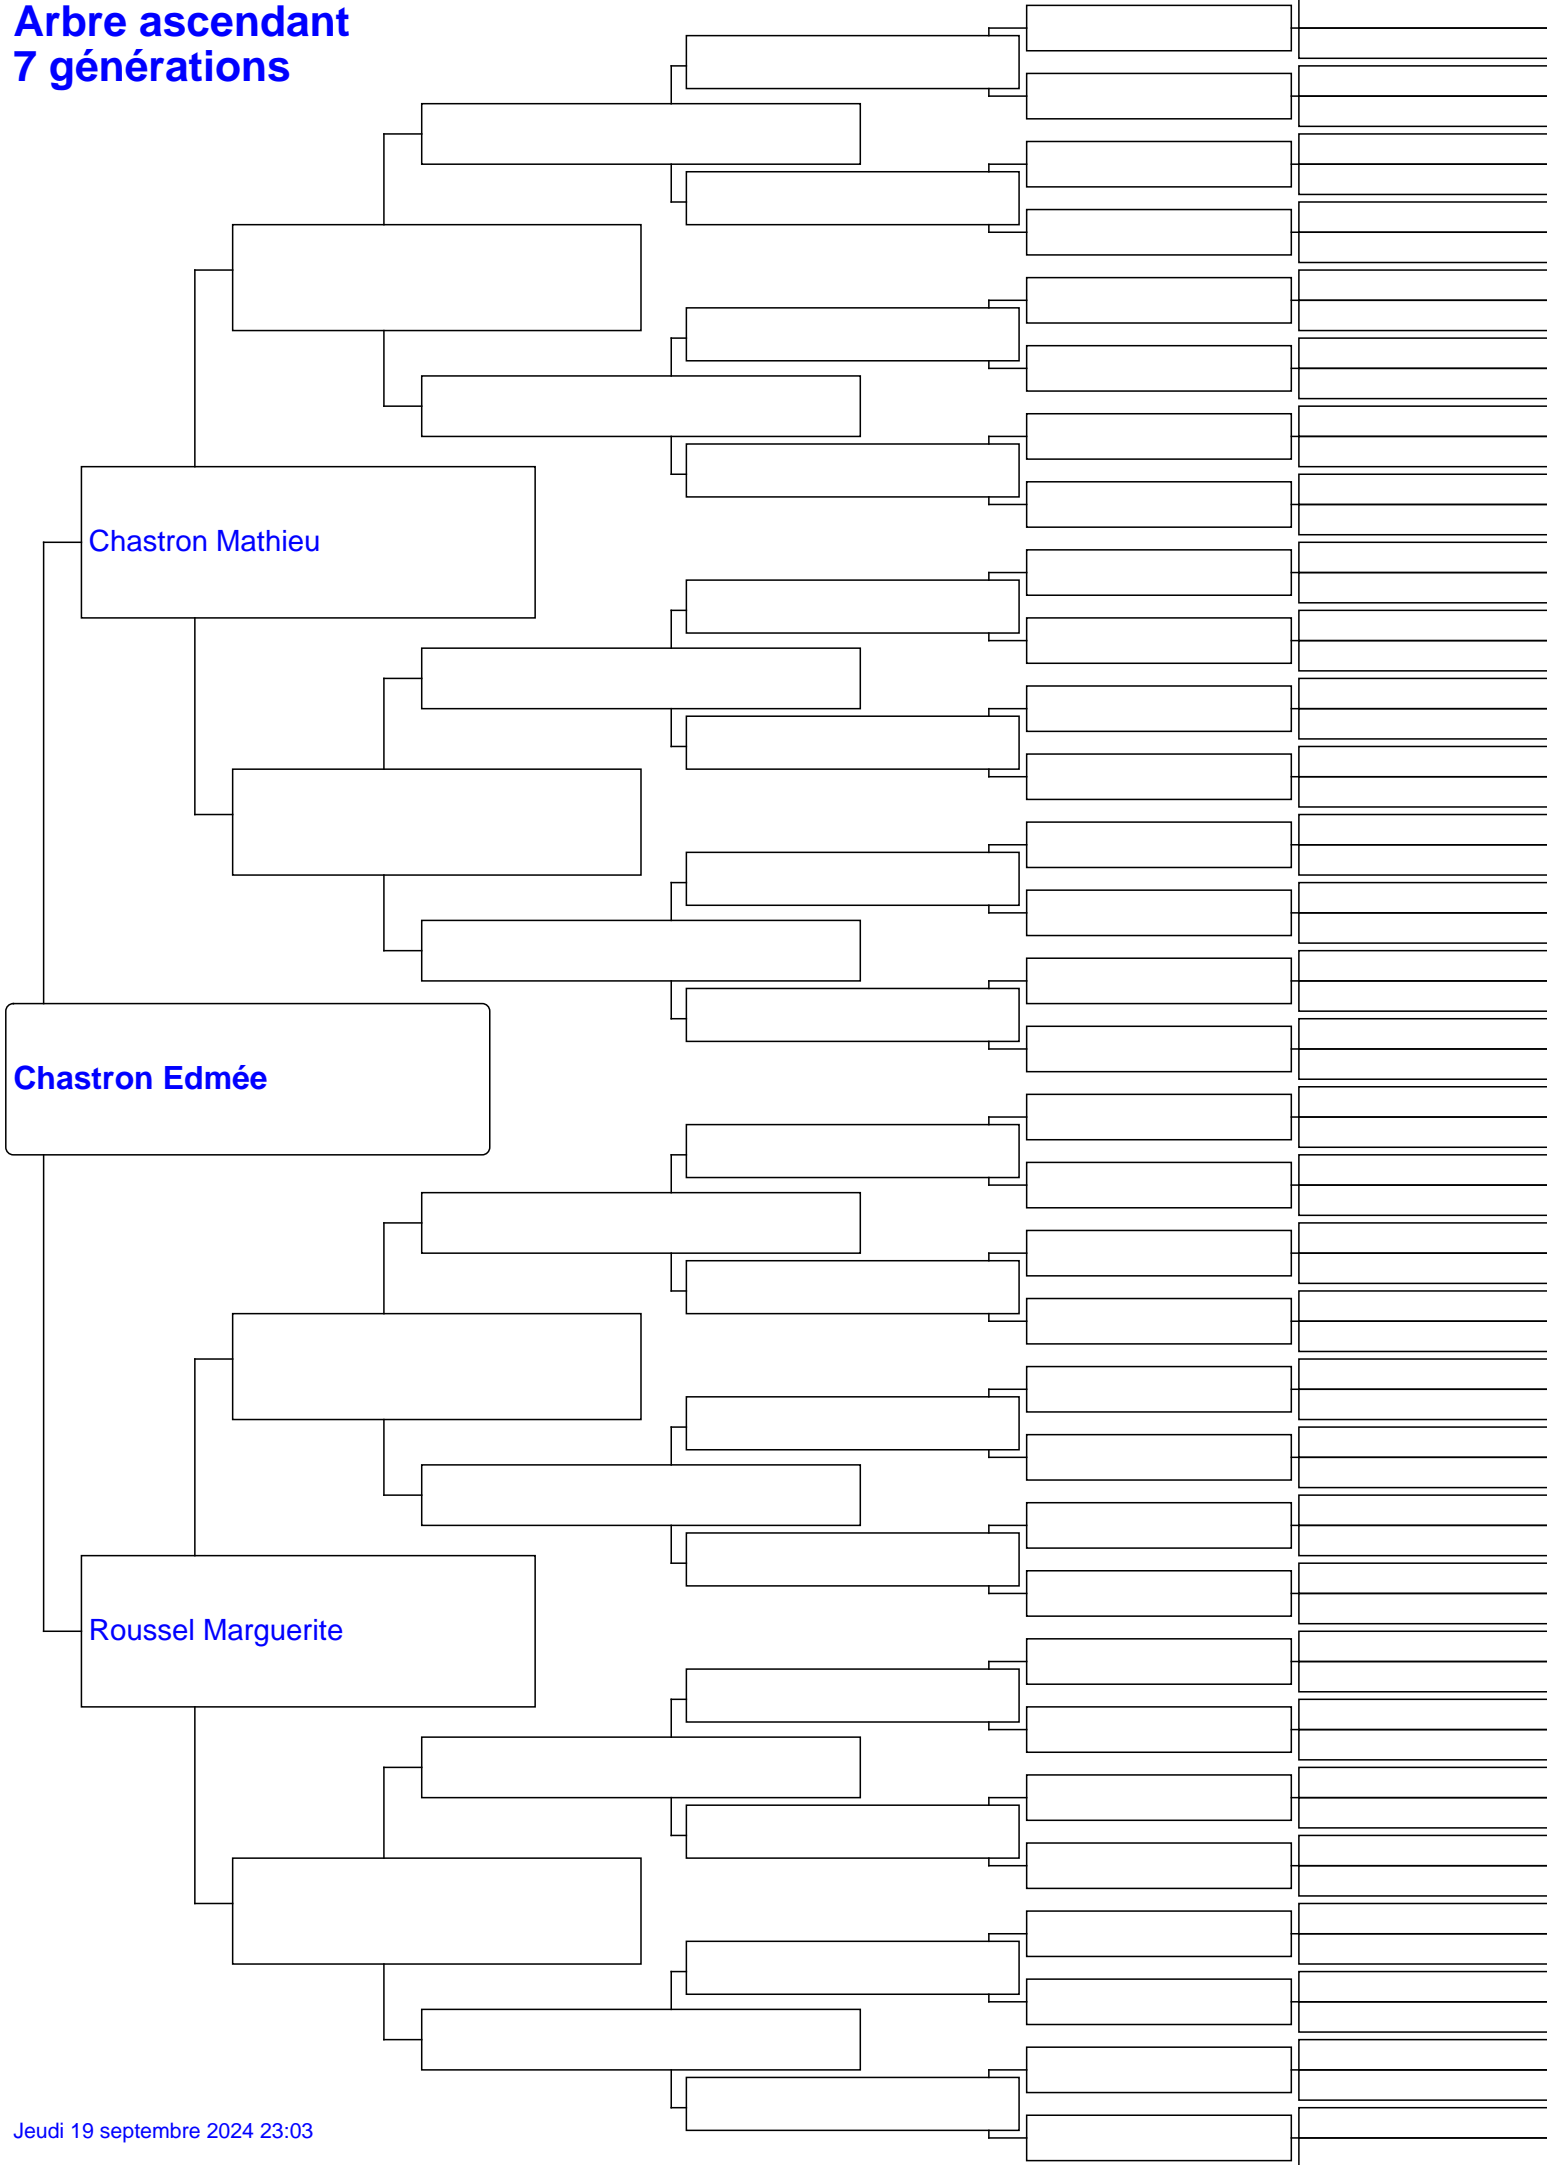 Arbre ascendant
7 générations
Chastron Mathieu
Chastron Edmée
Roussel Marguerite
Jeudi 19 septembre 2024 23:03